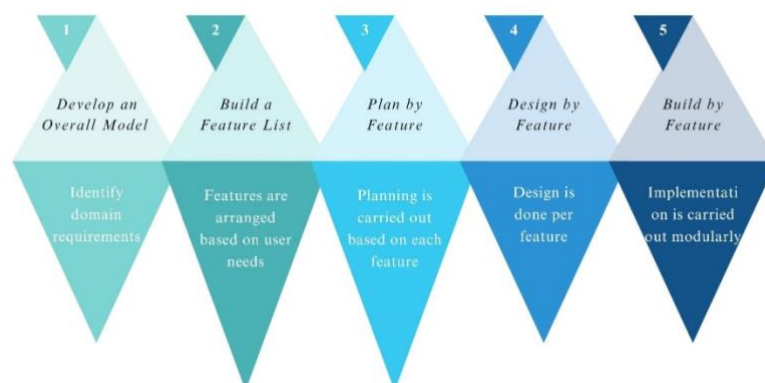 1
Develop an
Overall Model
Identify
domain
requirements
2
Build a
Feature List
Features are
arranged
based on user
needs
3
Plan by
Feature
Planning is
carried out
based on each
feature
4
Design by
Feature
Design is
done per
feature
5
Build by
Feature
Implementati
on is carried
out modularly